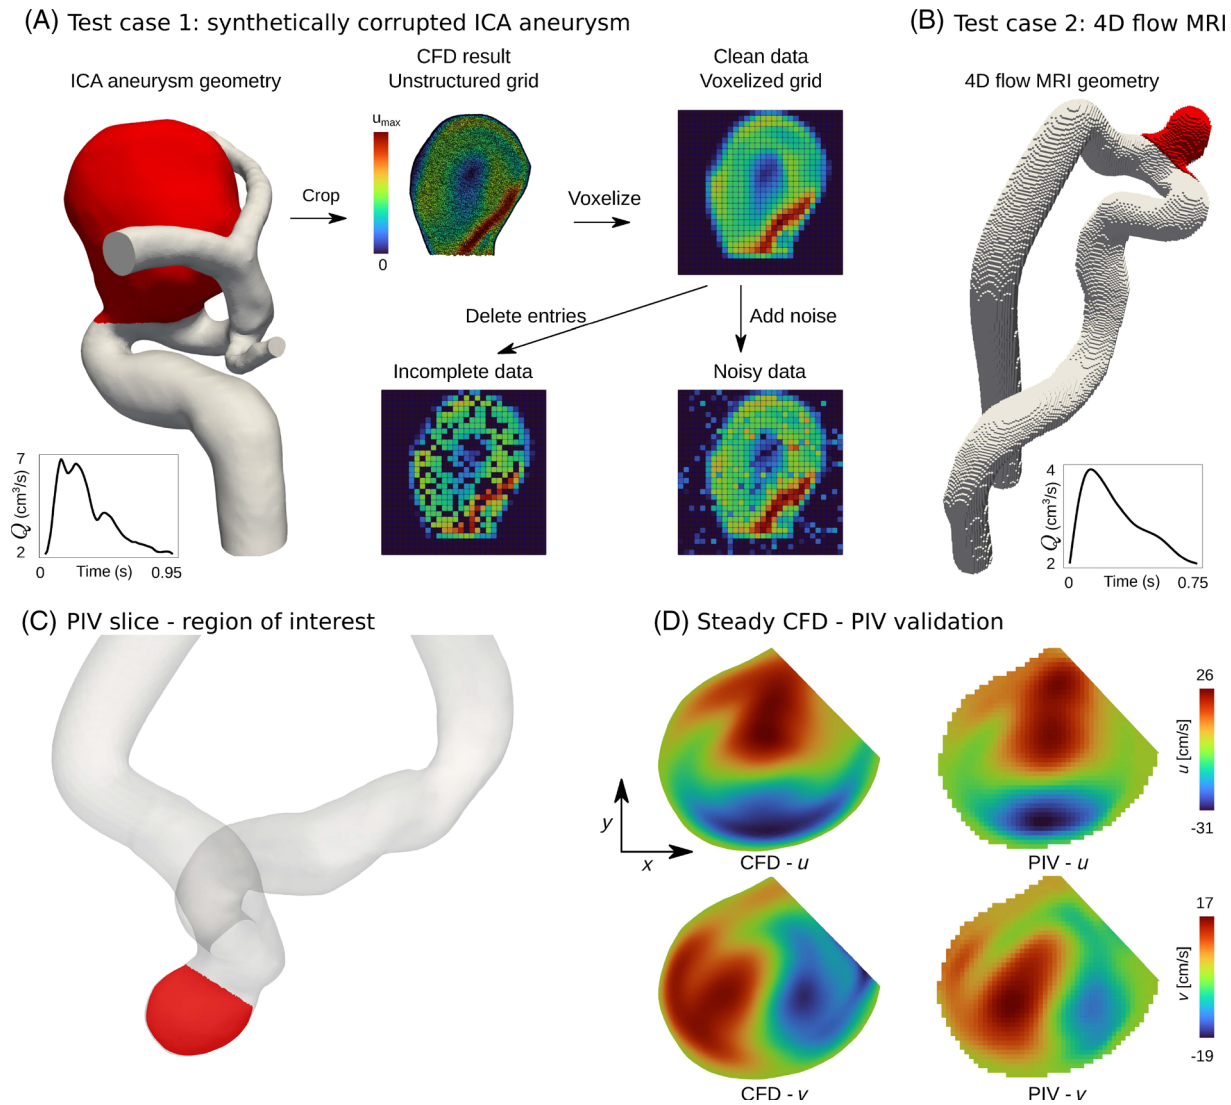 (A) Test case 1: synthetically corrupted ICA aneurysm
ICA aneurysm geometry
CFD result
Unstructured grid
Clean data
Voxelized grid
umax
0
Crop
Voxelize
Delete entries
Add noise
Incomplete data
Noisy data
7
2
Q (cm³/s)
0
Time (s)
0.95
(B) Test case 2: 4D flow MRI
4D flow MRI geometry
4
2
Q (cm³/s)
0
Time (s)
0.75
(C) PIV slice - region of interest
(D) Steady CFD - PIV validation
y
x
CFD - u
PIV - u
26
u [cm/s]
-31
CFD - v
PIV - v
17
v [cm/s]
-19